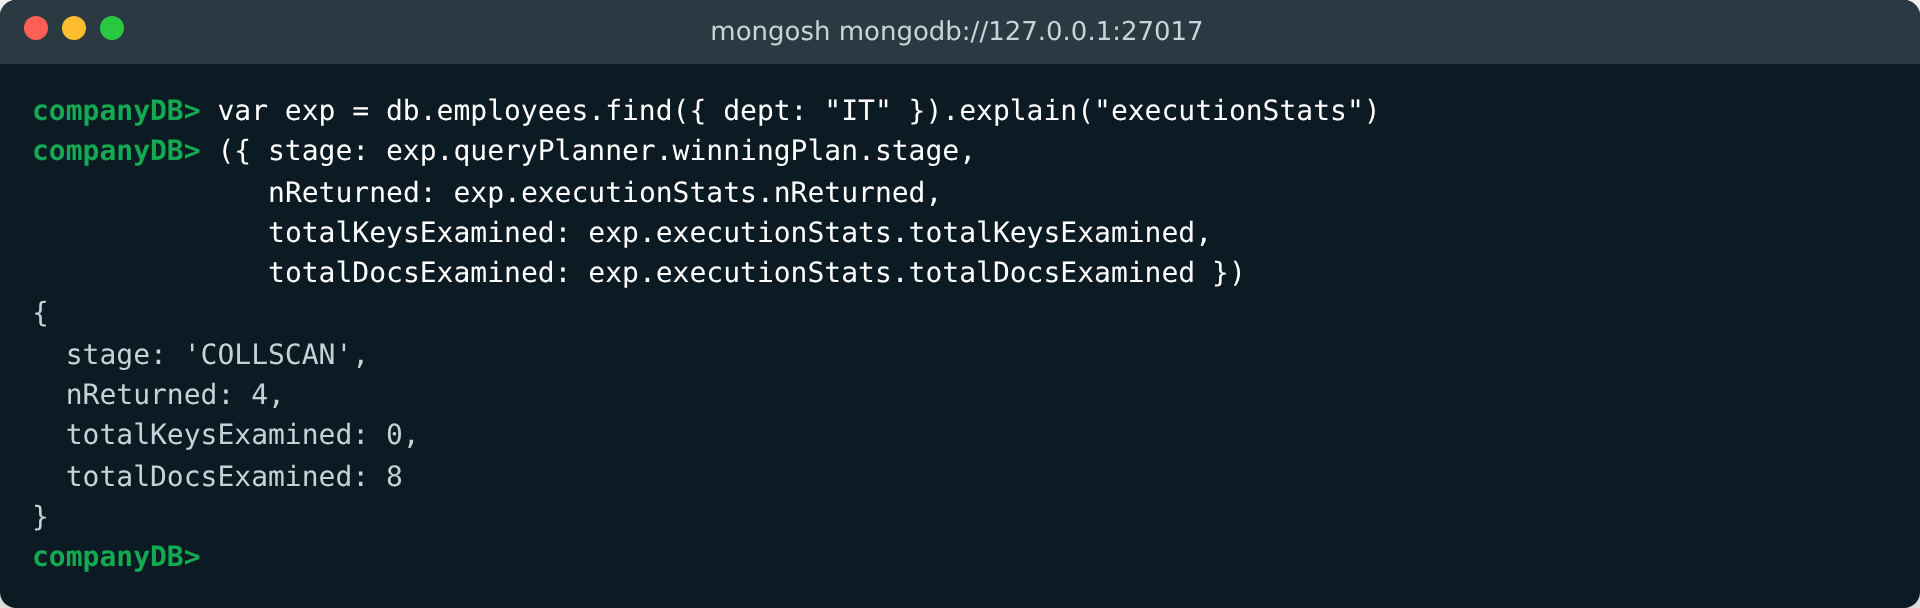 mongosh mongodb://127.0.0.1:27017
companyDB> var exp = db.employees.find({ dept: "IT" }).explain("executionStats")
companyDB> ({ stage: exp.queryPlanner.winningPlan.stage,
              nReturned: exp.executionStats.nReturned,
              totalKeysExamined: exp.executionStats.totalKeysExamined,
              totalDocsExamined: exp.executionStats.totalDocsExamined })
{
  stage: 'COLLSCAN',
  nReturned: 4,
  totalKeysExamined: 0,
  totalDocsExamined: 8
}
companyDB>